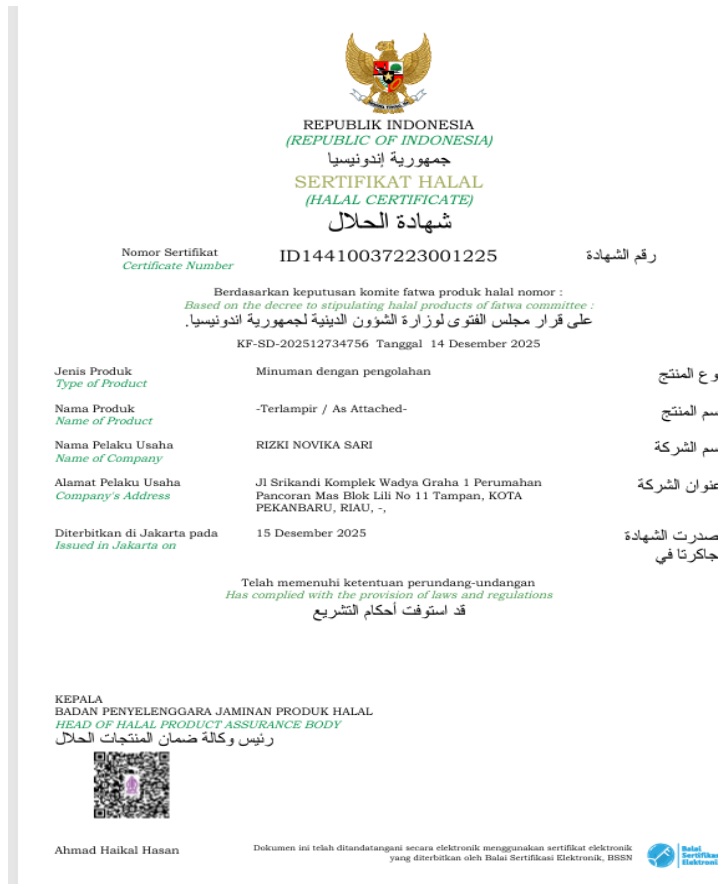 REPUBLIK INDONESIA
(REPUBLIC OF INDONESIA)
جمهورية إندونيسيا
SERTIFIKAT HALAL
(HALAL CERTIFICATE)
شهادة الحلال
Nomor Sertifikat ID14410037223001225 رقم الشهادة
Certificate Number
Berdasarkan keputusan komite fatwa produk halal nomor :
Based on the decree to stipulating halal products of fatwa committee :
على قرار مجلس الفتوى لوزارة الشؤون الدينية لجمهورية اندونيسيا.
KF-SD-202512734756 Tanggal 14 Desember 2025
Jenis Produk Minuman dengan pengolahan وع المنتج
Type of Product
Nama Produk -Terlampir / As Attached- سم المنتج
Name of Product
Nama Pelaku Usaha RIZKI NOVIKA SARI سم الشركة
Name of Company
Alamat Pelaku Usaha Jl Srikandi Komplek Wadya Graha 1 Perumahan عنوان الشركة
Company's Address Pancoran Mas Blok Lili No 11 Tampan, KOTA
PEKANBARU, RIAU, -,
Diterbitkan di Jakarta pada 15 Desember 2025 صدرت الشهادة
Issued in Jakarta on جاكرتا في
Telah memenuhi ketentuan perundang-undangan
Has complied with the provision of laws and regulations
قد استوفت أحكام التشريع
KEPALA
BADAN PENYELENGGARA JAMINAN PRODUK HALAL
HEAD OF HALAL PRODUCT ASSURANCE BODY
رئيس وكالة ضمان المنتجات الحلال
Ahmad Haikal Hasan
Dokumen ini telah ditandatangani secara elektronik menggunakan sertifikat elektronik
yang diterbitkan oleh Balai Sertifikasi Elektronik, BSSN
Balai
Sertifikas
Elektroni